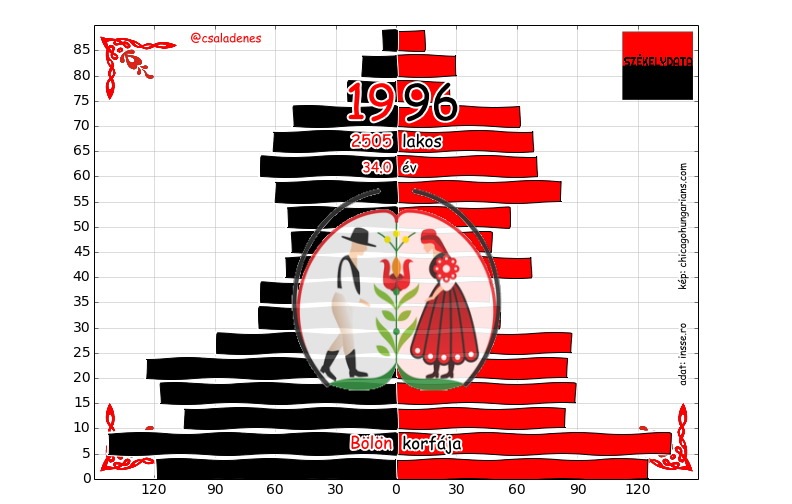 @csaladenes
SZÉKELYDATA
1996
2505 lakos
34.0 év
kép: chicagohungarians.com
adat: insse.ro
Bölön korfája
85
80
75
70
65
60
55
50
45
40
35
30
25
20
15
10
5
0
120 90 60 30 0 30 60 90 120